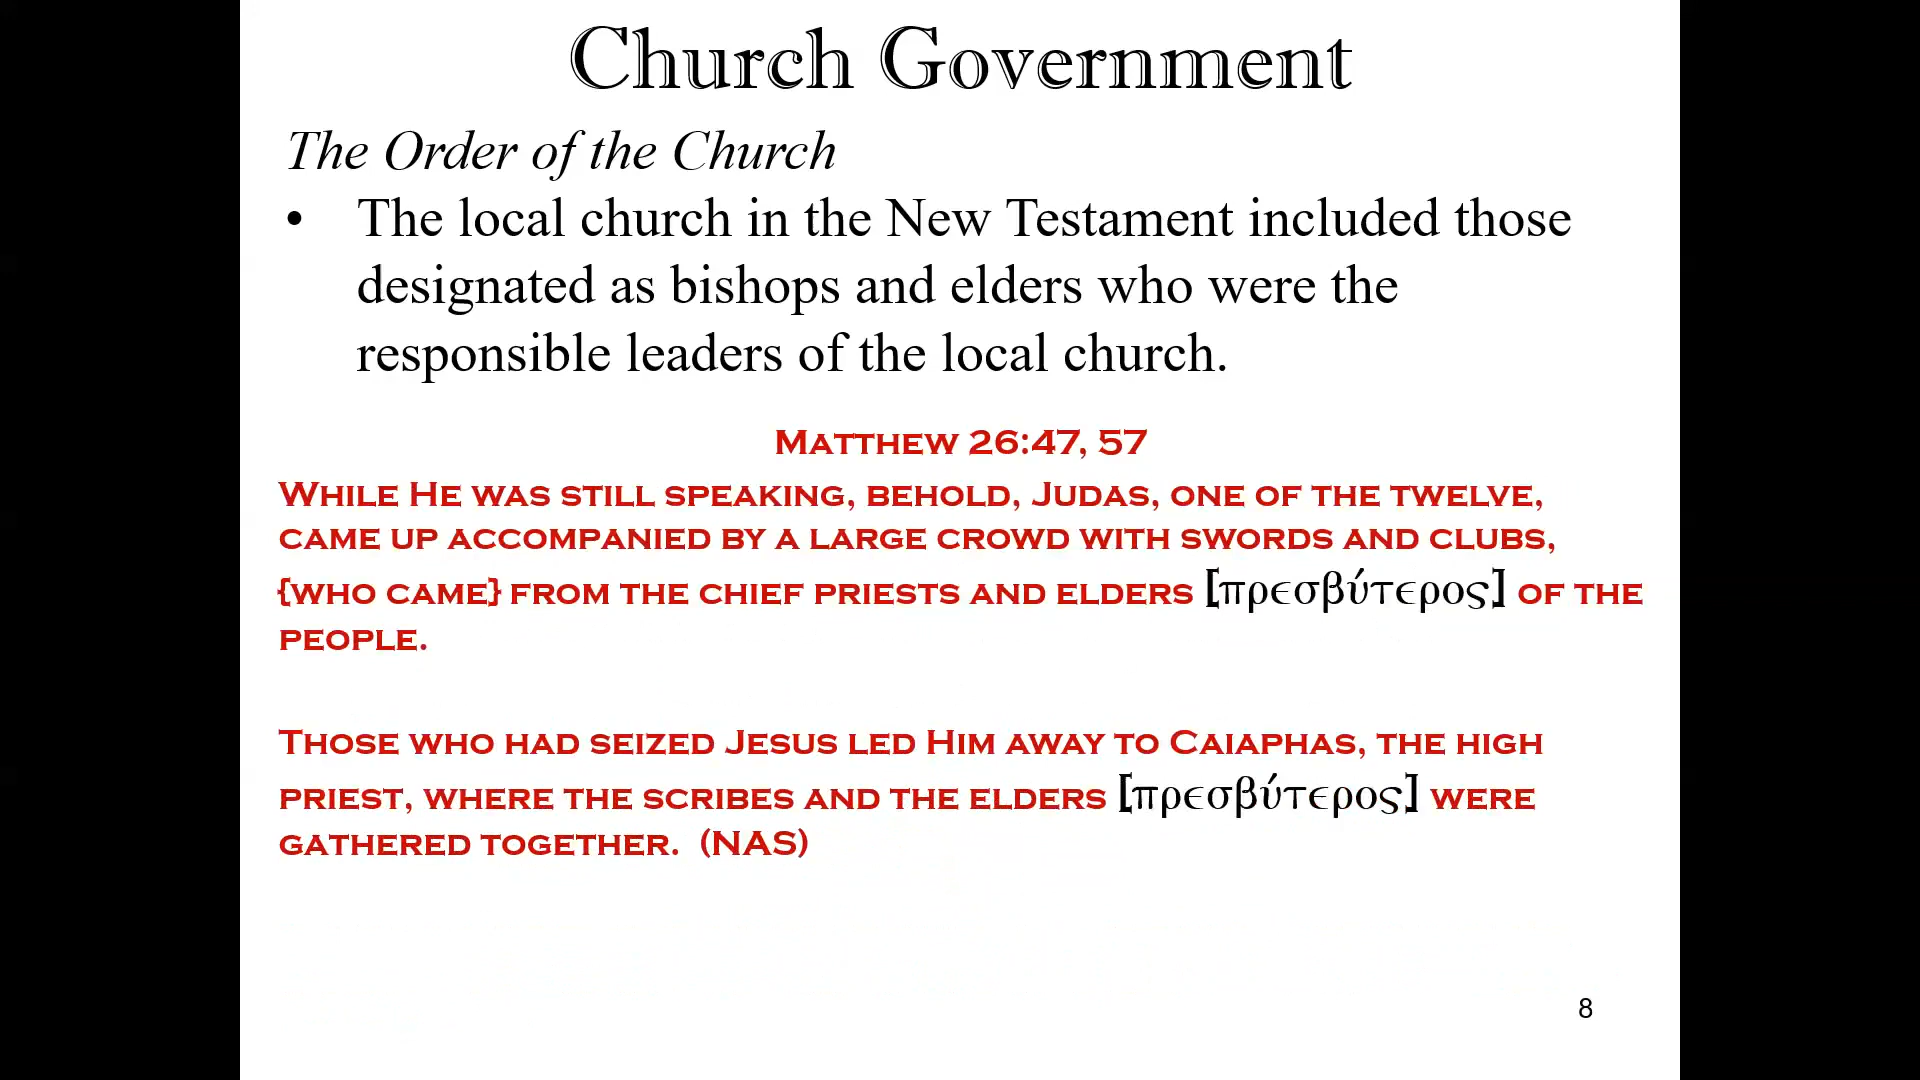 Church Government
The Order of the Church
• The local church in the New Testament included those
designated as bishops and elders who were the
responsible leaders of the local church.
Matthew 26:47, 57
While He was still speaking, behold, Judas, one of the twelve,
came up accompanied by a large crowd with swords and clubs,
{who came} from the chief priests and elders [πρεσβύτερος] of the
people.
Those who had seized Jesus led Him away to Caiaphas, the high
priest, where the scribes and the elders [πρεσβύτερος] were
gathered together. (NAS)
8